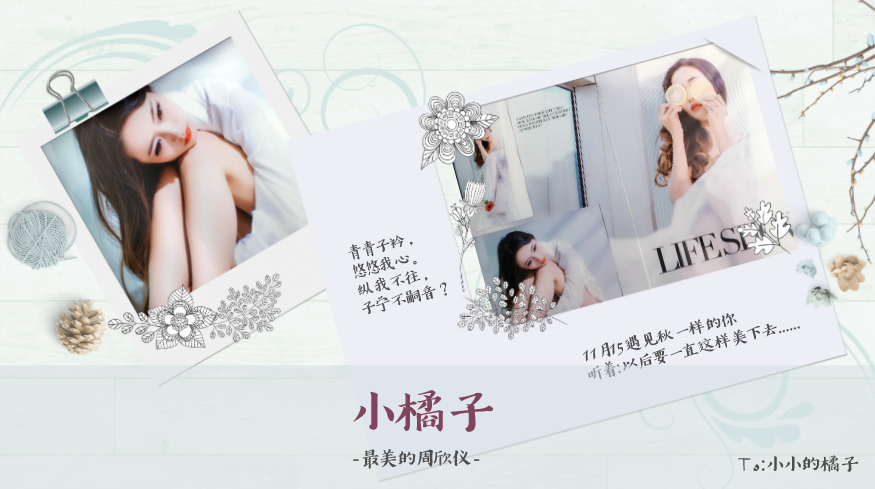 青青子衿，
悠悠我心。
纵我不往，
子宁不嗣音？
LIFES
11月15遇见秋一样的你
听着:以后要一直这样美下去......
小橘子
-最美的周欣仪-
To:小小的橘子